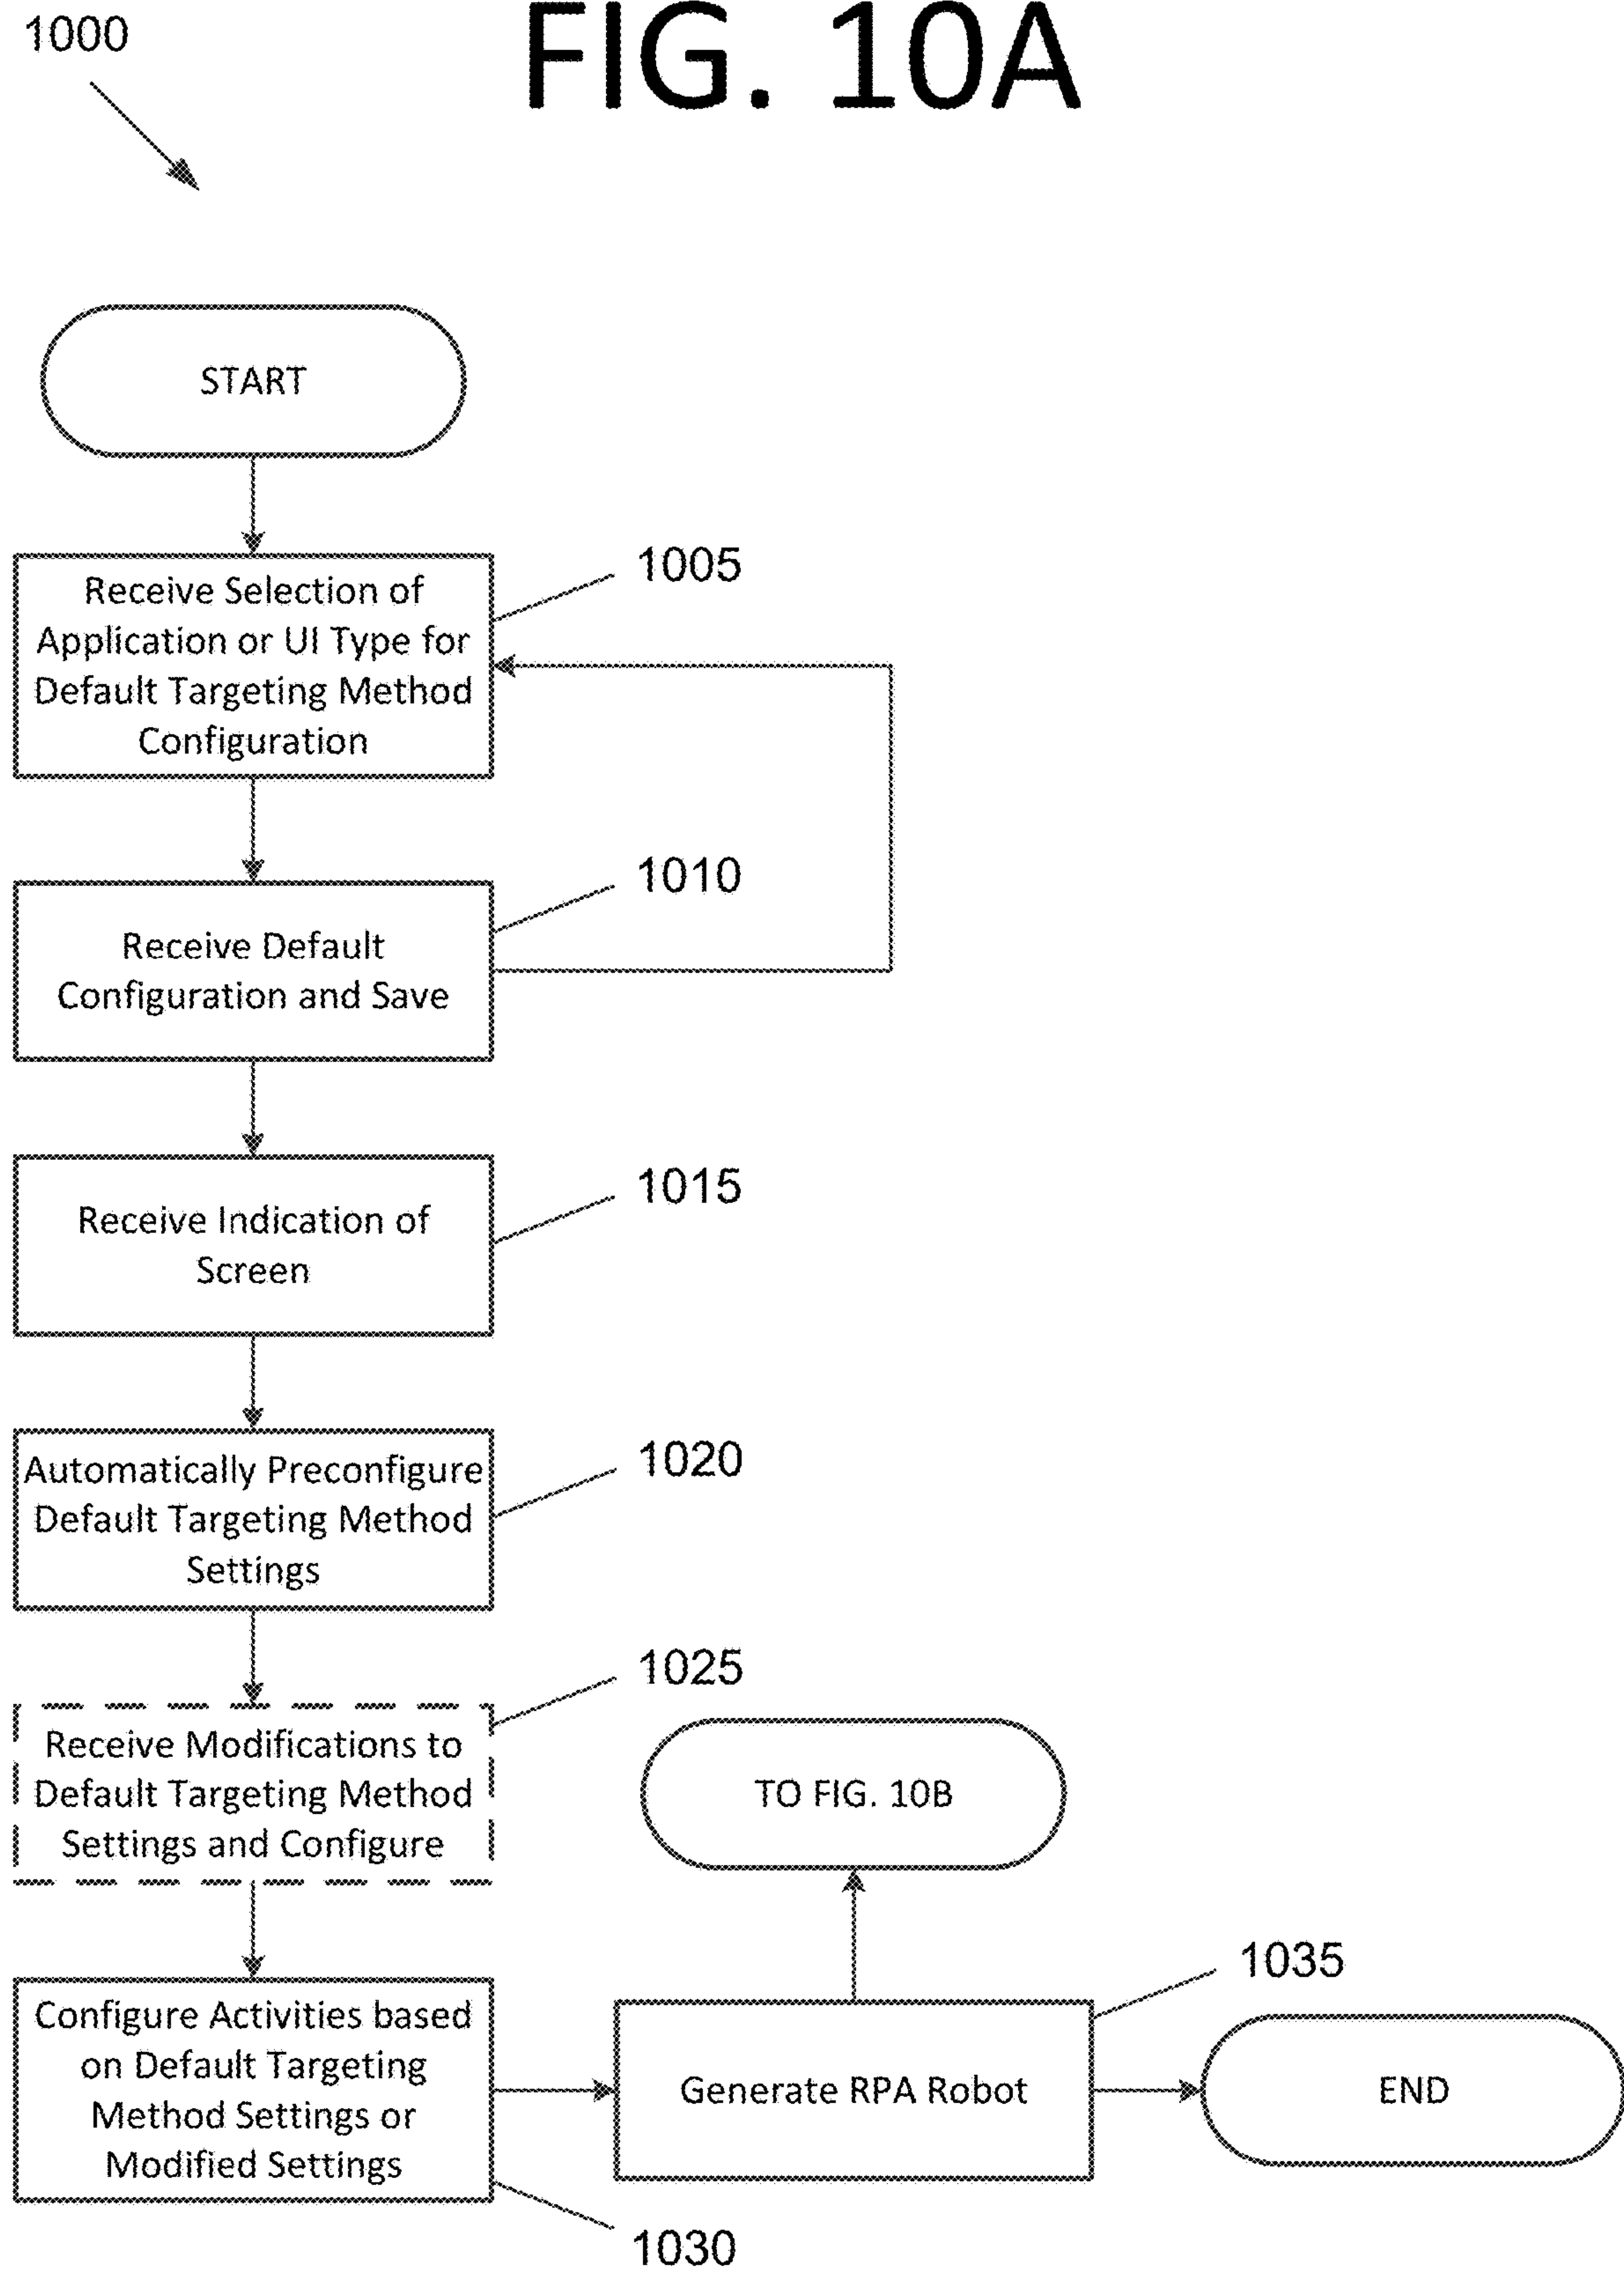 1000
FIG. 10A
START
Receive Selection of
Application or UI Type for
Default Targeting Method
Configuration
1005
Receive Default
Configuration and Save
1010
Receive Indication of
Screen
1015
Automatically Preconfigure
Default Targeting Method
Settings
1020
Receive Modifications to
Default Targeting Method
Settings and Configure
1025
TO FIG. 10B
Configure Activities based
on Default Targeting
Method Settings or
Modified Settings
1030
Generate RPA Robot
1035
END